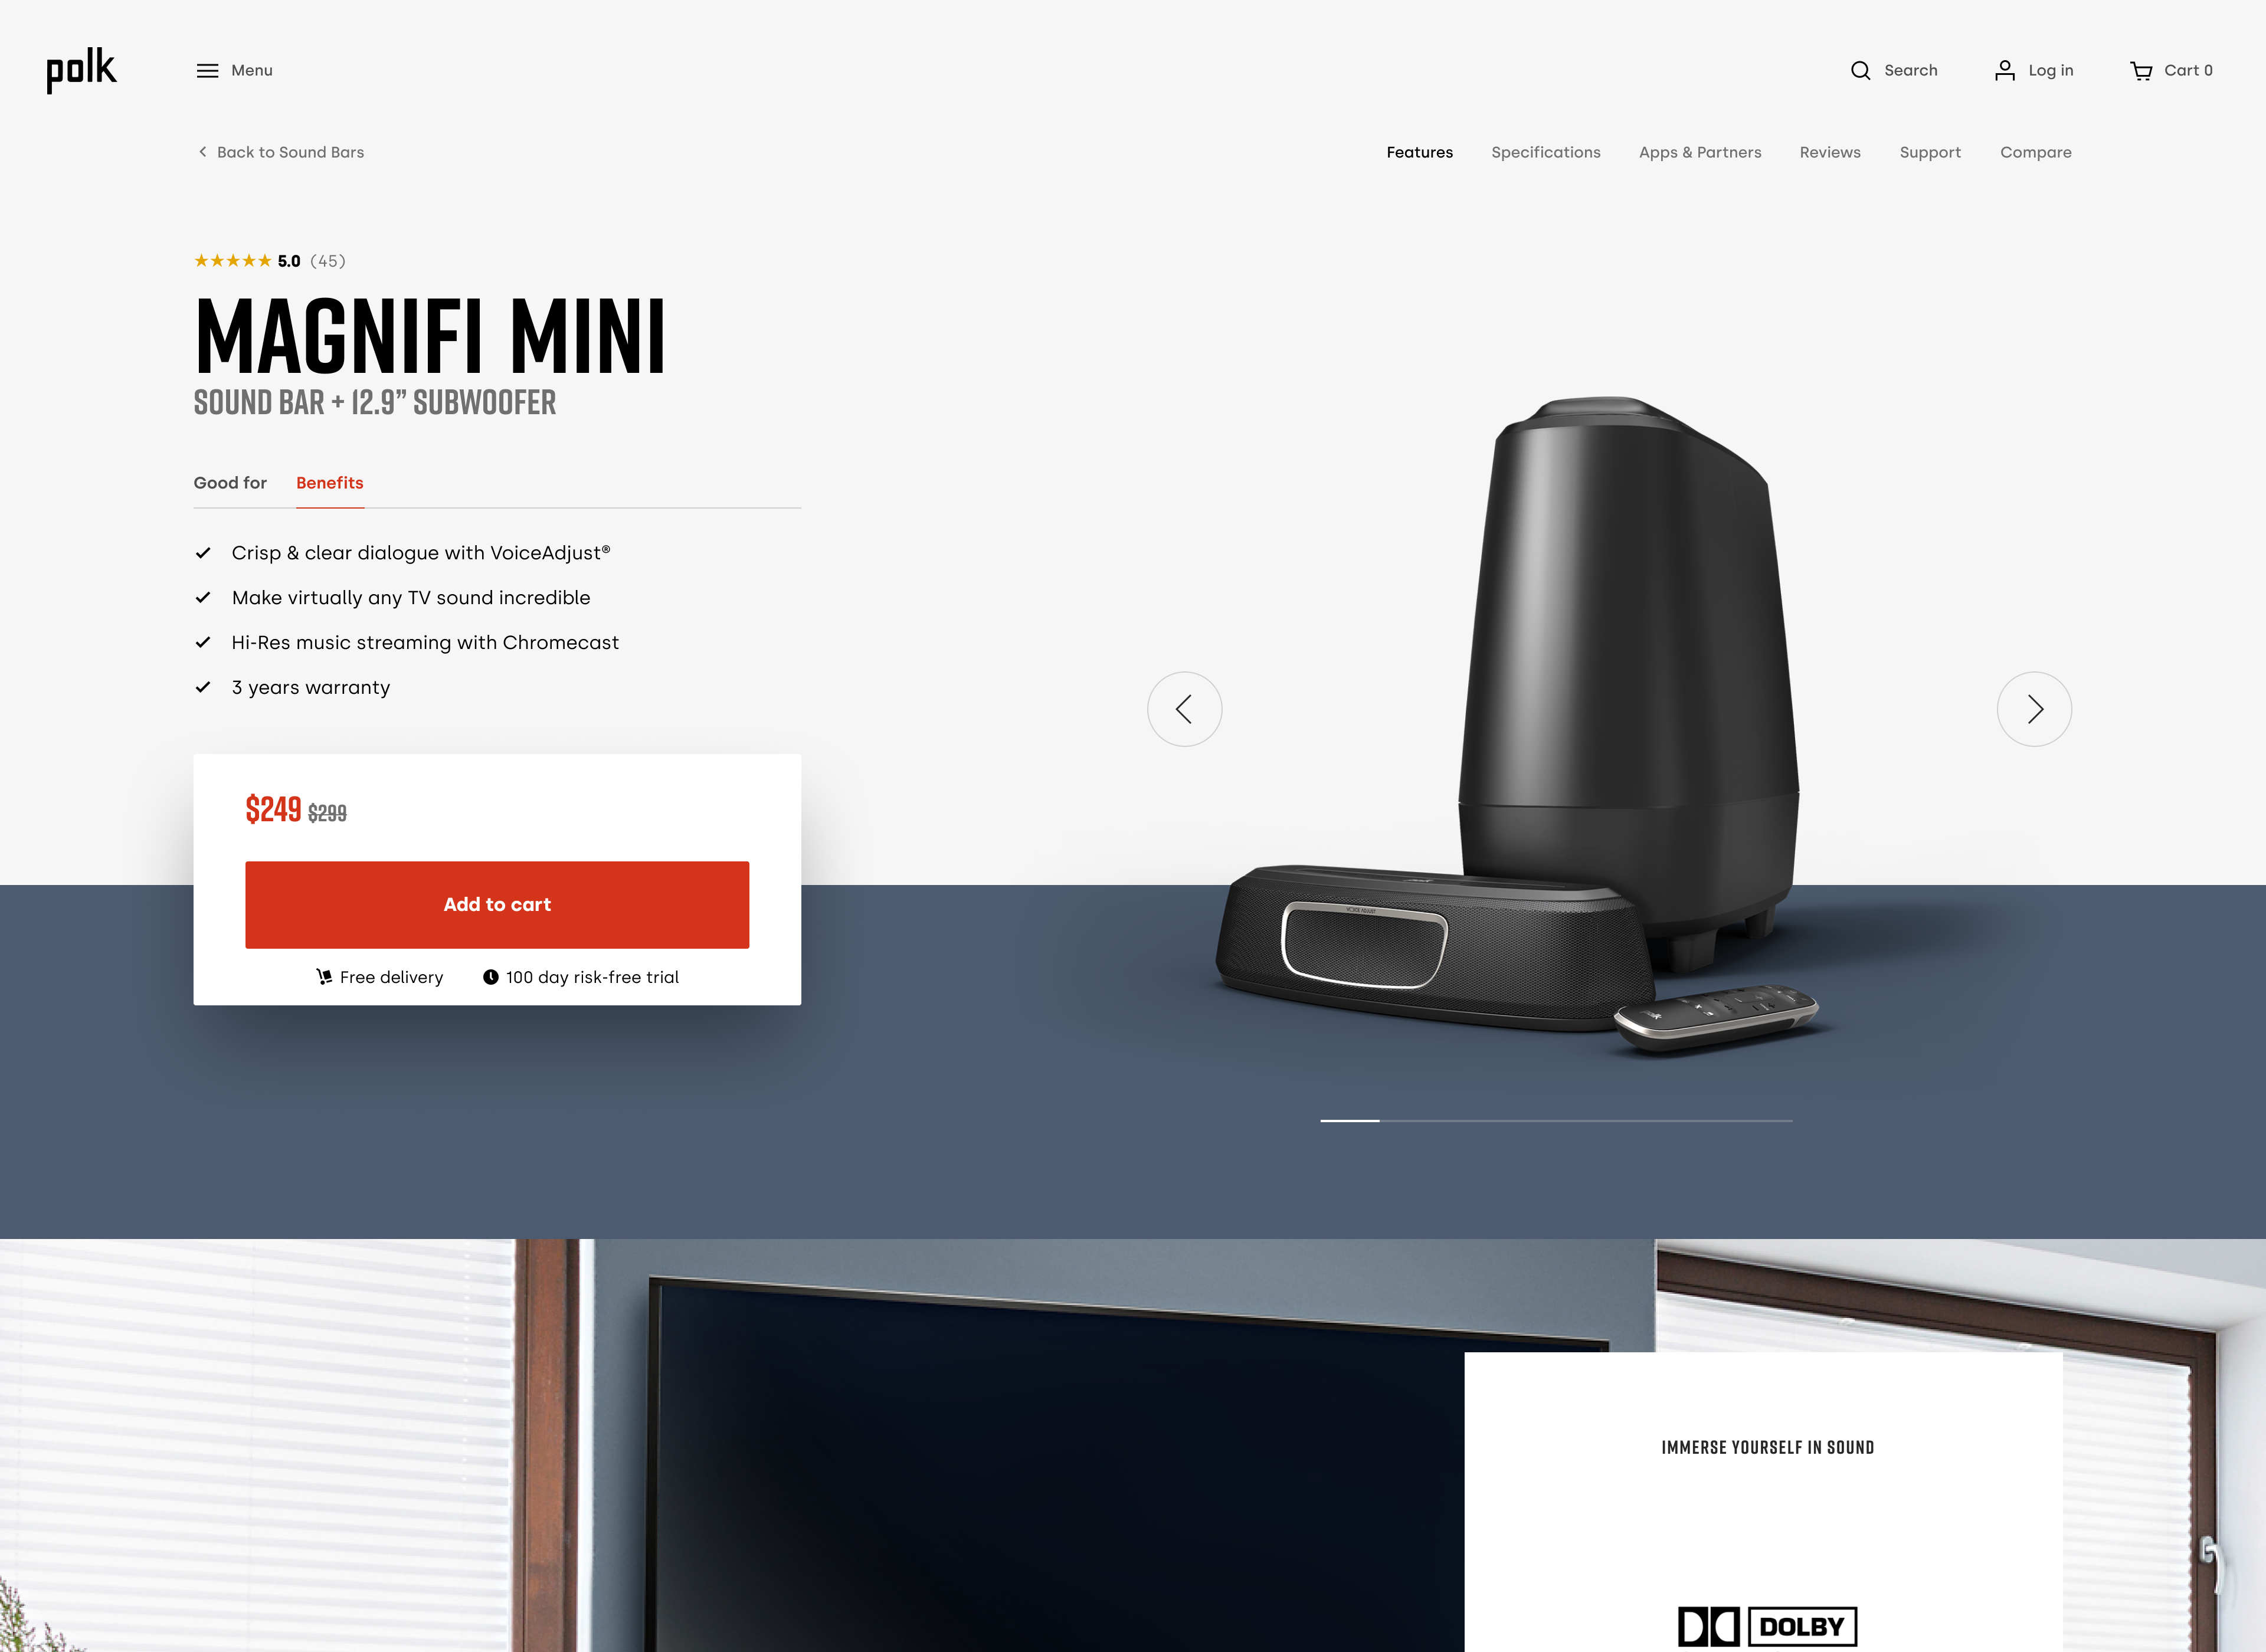 polk
Menu
Search
Log in
Cart 0
Back to Sound Bars
Features
Specifications
Apps & Partners
Reviews
Support
Compare
★★★★★ 5.0 (45)
MAGNIFI MINI
SOUND BAR + 12.9” SUBWOOFER
Good for
Benefits
Crisp & clear dialogue with VoiceAdjust®
Make virtually any TV sound incredible
Hi-Res music streaming with Chromecast
3 years warranty
$249 $299
Add to cart
Free delivery
100 day risk-free trial
VOICE ADJUST
polk
IMMERSE YOURSELF IN SOUND
DOLBY